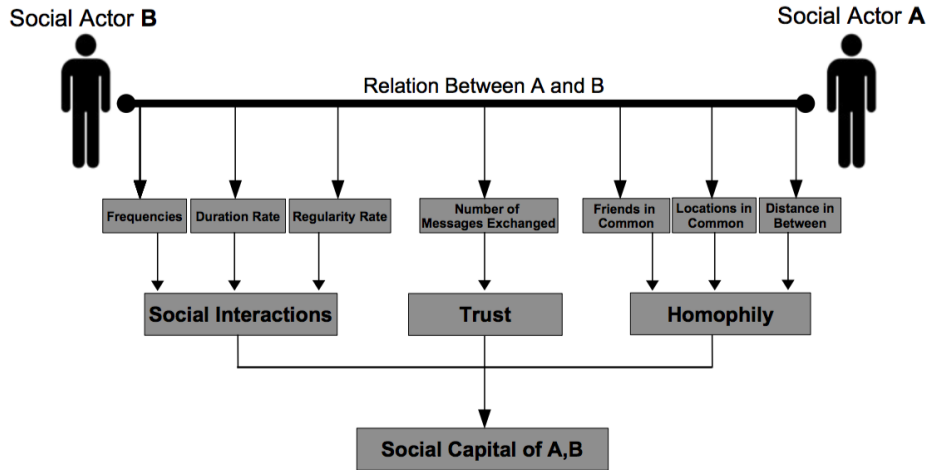 Social Actor B
Social Actor A
Relation Between A and B
Frequencies
Duration Rate
Regularity Rate
Number of
Messages Exchanged
Friends in
Common
Locations in
Common
Distance in
Between
Social Interactions
Trust
Homophily
Social Capital of A,B